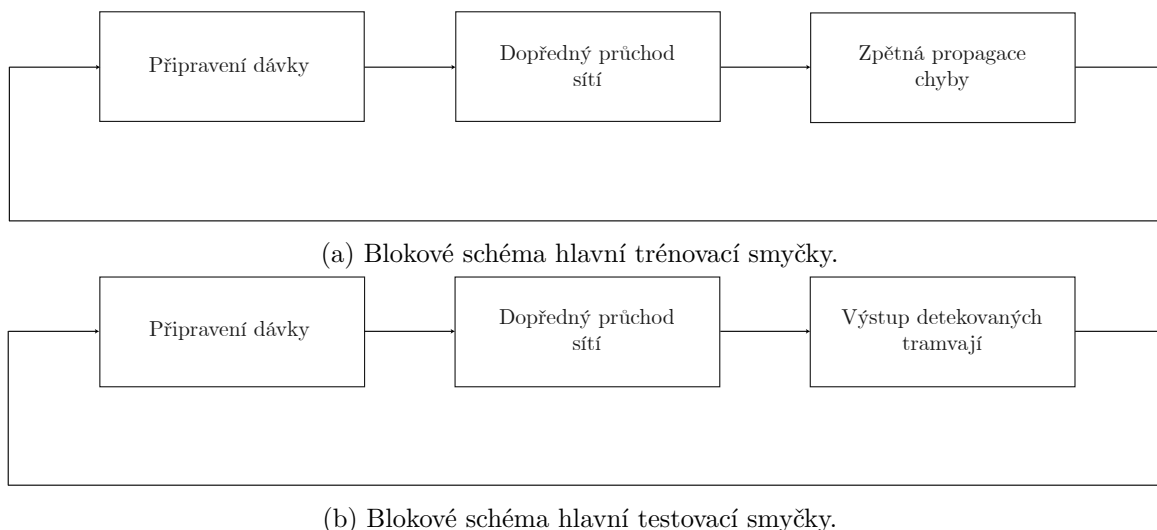 Připravení dávky
Dopředný průchod
sítí
Zpětná propagace
chyby
(a) Blokové schéma hlavní trénovací smyčky.
Připravení dávky
Dopředný průchod
sítí
Výstup detekovaných
tramvají
(b) Blokové schéma hlavní testovací smyčky.